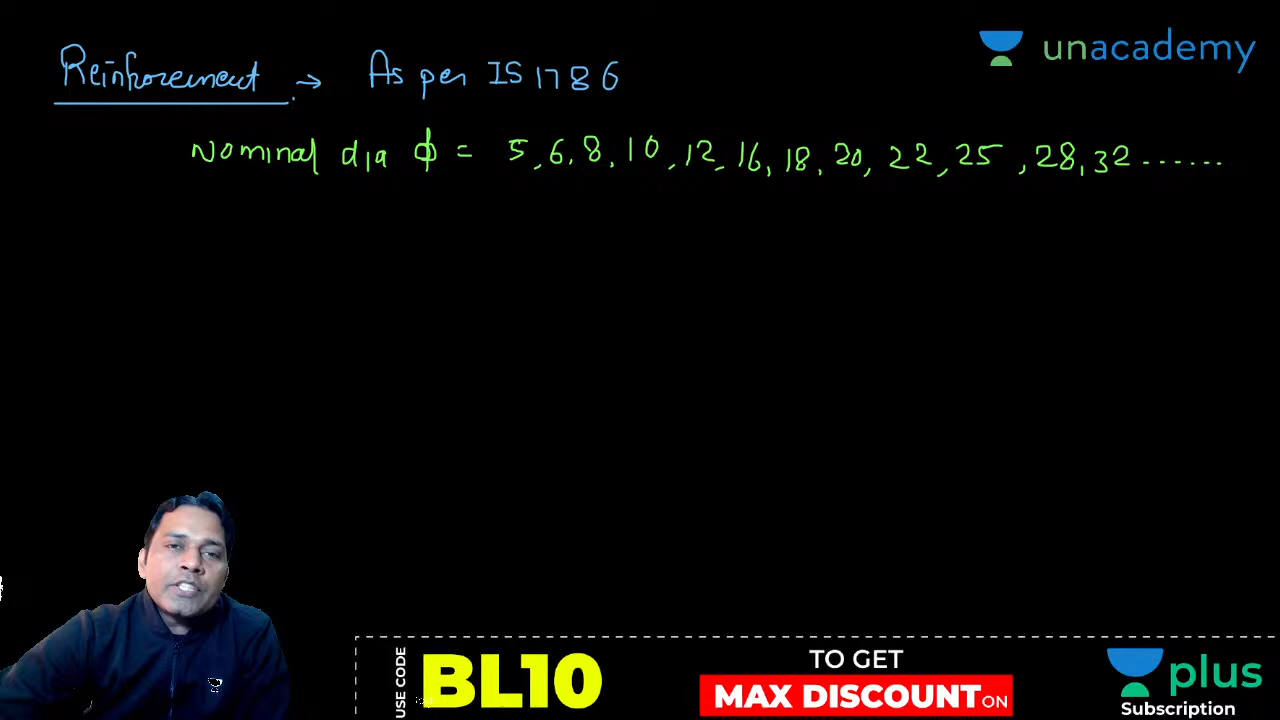 unacademy
Reinforcement → As per IS 1786
Nominal dia ф = 5, 6, 8, 10, 12, 16, 18, 20, 22, 25, 28, 32 ......
USE CODE
BL10
TO GET
MAX DISCOUNT ON
plus
Subscription